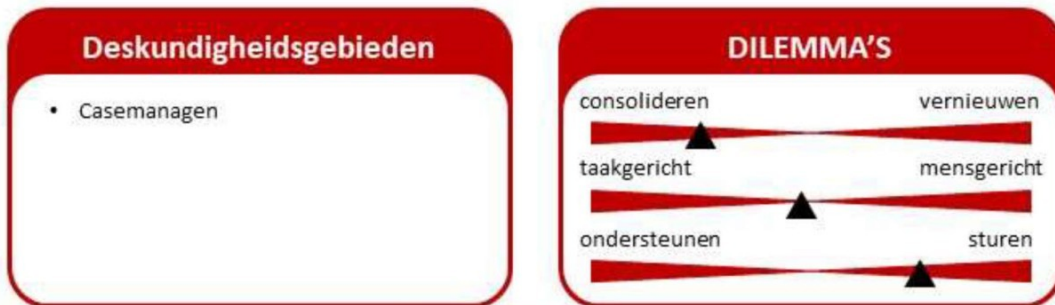 Deskundigheidsgebieden
• Casemanagen
DILEMMA'S
consolideren vernieuwen
taakgericht mensgericht
ondersteunen sturen